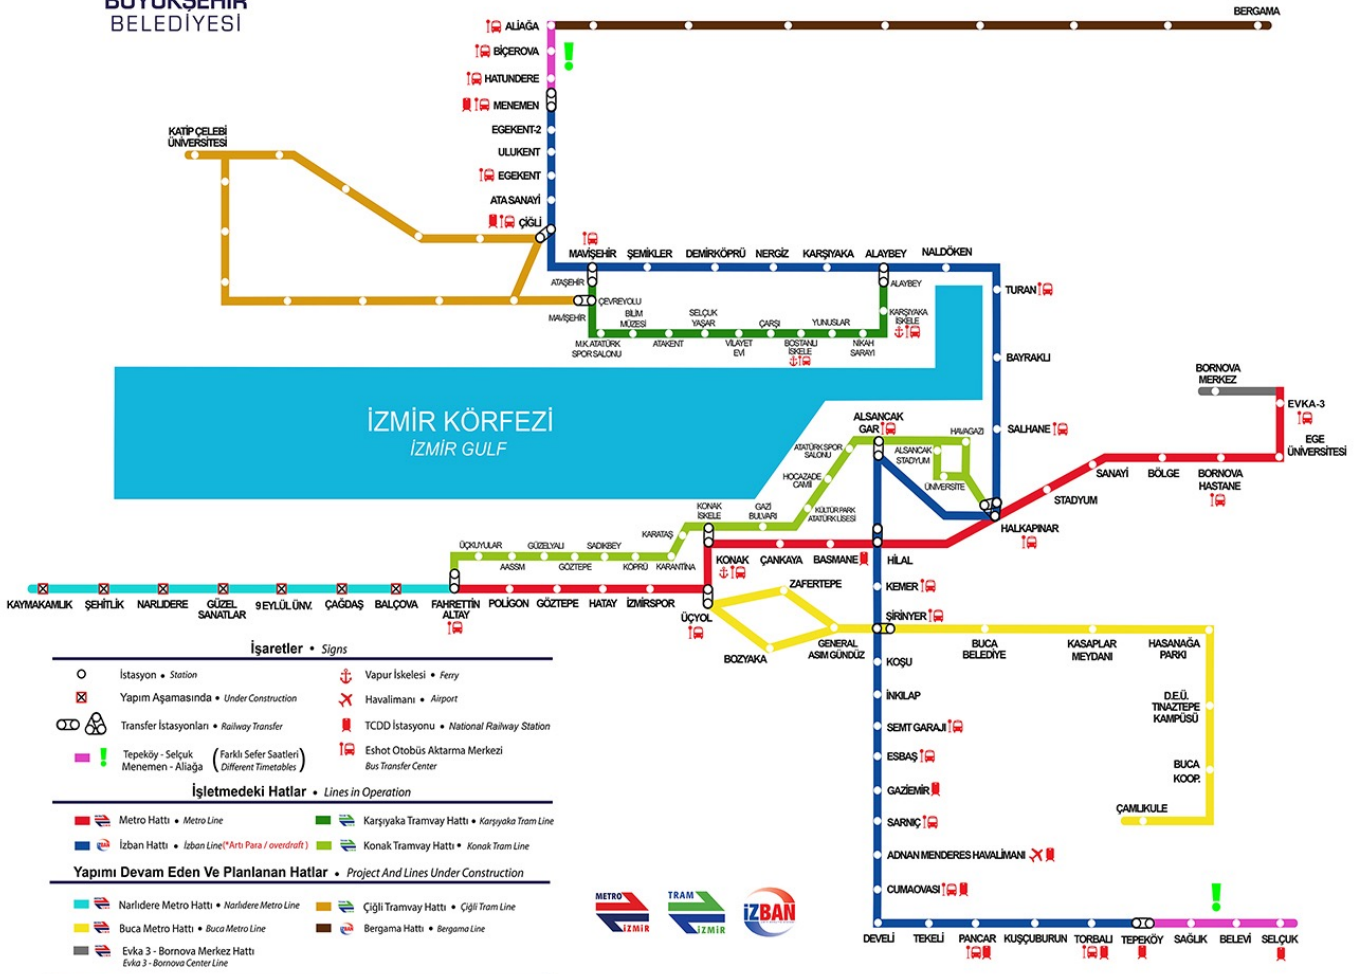 BÜYÜKŞEHİR
BELEDİYESİ
ALİAĞA
BERGAMA
BİÇEROVA
HATUNDERE
MENEMEN
EGEKENT-2
ULUKENT
EGEKENT
ATA SANAYİ
ÇİĞLİ
KATİP ÇELEBİ
ÜNİVERSİTESİ
MAVİŞEHİR
ŞEMİKLER
DEMİRKÖPRÜ
NERGİZ
KARŞIYAKA
ALAYBEY
NALDÖKEN
ATAŞEHİR
ÇEVREYOLU
MAVİŞEHİR
BİLİM
MÜZESİ
SELÇUK
YAŞAR
ÇARŞI
YUNUSLAR
ALAYBEY
KARŞIYAKA
İSKELE
M.K. ATATÜRK
SPOR SALONU
ATAKENT
VİLAYET
EVİ
BOSTANLI
İSKELE
NİKAH
SARAYI
TURAN
BAYRAKLI
SALHANE
İZMİR KÖRFEZİ
İZMİR GULF
BORNOVA
MERKEZ
EVKA-3
EGE
ÜNİVERSİTESİ
BORNOVA
HASTANE
BÖLGE
SANAYİ
STADYUM
HALKAPINAR
ALSANCAK
GAR
HAVAGAZI
ALSANCAK
STADYUM
ÜNİVERSİTE
ATATÜRK SPOR
SALONU
HOCAZADE
CAMİİ
KÜLTÜR PARK
ATATÜRK LİSESİ
GAZİ
BULVARI
KONAK
İSKELE
KARATAŞ
KARANTİNA
KÖPRÜ
SADIKBEY
GÖZTEPE
GÜZELYALI
AASSM
ÜÇKUYULAR
KONAK
ÇANKAYA
BASMANE
HİLAL
KAYMAKAMLIK
ŞEHİTLİK
NARLIDERE
GÜZEL
SANATLAR
9 EYLÜL ÜNV.
ÇAĞDAŞ
BALÇOVA
FAHRETTİN
ALTAY
POLİGON
GÖZTEPE
HATAY
İZMİRSPOR
ÜÇYOL
ZAFERTEPE
BOZYAKA
GENERAL
ASIM GÜNDÜZ
KEMER
ŞİRİNYER
BUCA
BELEDİYE
KASAPLAR
MEYDANI
HASANAĞA
PARKI
D.E.Ü.
TINAZTEPE
KAMPÜSÜ
BUCA
KOOP.
ÇAMLIKULE
KOŞU
İNKILAP
SEMT GARAJI
ESBAŞ
GAZİEMİR
SARNIÇ
ADNAN MENDERES HAVALİMANI
CUMAOVASI
DEVELİ
TEKELİ
PANCAR
KUŞÇUBURUN
TORBALI
TEPEKÖY
SAĞLIK
BELEVİ
SELÇUK
İşaretler • Signs
İstasyon • Station
Vapur İskelesi • Ferry
Yapım Aşamasında • Under Construction
Havalimanı • Airport
Transfer İstasyonları • Railway Transfer
TCDD İstasyonu • National Railway Station
Tepeköy - Selçuk
Menemen - Aliağa
(Farklı Sefer Saatleri
Different Timetables)
Eshot Otobüs Aktarma Merkezi
Bus Transfer Center
İşletmedeki Hatlar • Lines in Operation
Metro Hattı • Metro Line
Karşıyaka Tramvay Hattı • Karşıyaka Tram Line
İzban Hattı • İzban Line(*Artı Para / overdraft )
Konak Tramvay Hattı • Konak Tram Line
Yapımı Devam Eden Ve Planlanan Hatlar • Project And Lines Under Construction
Narlıdere Metro Hattı • Narlıdere Metro Line
Çiğli Tramvay Hattı • Çiğli Tram Line
Buca Metro Hattı • Buca Metro Line
Bergama Hattı • Bergama Line
Evka 3 - Bornova Merkez Hattı
Evka 3 - Bornova Center Line
METRO
İZMİR
TRAM
İZMİR
İZBAN